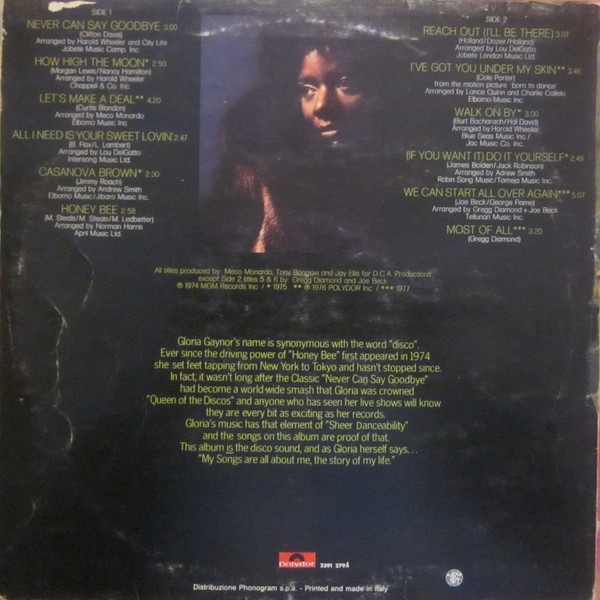 SIDE 1
NEVER CAN SAY GOODBYE 3.00
(Clifton Davis)
Arranged by Harold Wheeler and City Life
Jobete Music Comp. Inc.
HOW HIGH THE MOON* 2.50
(Morgan Lewis/Nancy Hamilton)
Arranged by Harold Wheeler
Chappell & Co. Inc
LET'S MAKE A DEAL** 4.20
(Curtis Blandon)
Arranged by Meco Monardo
Elbomo Music Inc
ALL I NEED IS YOUR SWEET LOVIN' 2.47
(B. Flax/L. Lambert)
Arranged by Lou DelGatto
Intersong Music Ltd.
CASANOVA BROWN* 2.30
(Jimmy Roach)
Arranged by Andrew Smith
Elbomo Music/Jibaro Music Inc.
HONEY BEE 2.58
(M. Steals/M. Steals/M. Ledbetter)
Arranged by Norman Harris
April Music Ltd
SIDE 2
REACH OUT (I'LL BE THERE) 3.07
(Holland/Dozier/Holland)
Arranged by Lou DelGatto
Jobete London Music Ltd
I'VE GOT YOU UNDER MY SKIN** 3.46
(Cole Porter)
from the motion picture 'born to dance'
Arranged by Lance Quinn and Charlie Calello
Elbomo Music Inc.
WALK ON BY* 3.00
(Burt Bacharach/Hal David)
Arranged by Harold Wheeler
Blue Seas Music Inc./
Jac Music Co. Inc.
(IF YOU WANT IT) DO IT YOURSELF* 2.49
(James Bolden/Jack Robinson)
Arranged by Adrew Smith
Robin Song Music/Tomeja Music Inc.
WE CAN START ALL OVER AGAIN*** 5.07
(Joe Beck/George Flame)
Arranged by Gregg Diamond + Joe Beck
Telunan Music Inc.
MOST OF ALL*** 3.20
(Gregg Diamond)
All titles produced by: Meco Monardo, Tony Bongiovi and Jay Ellis for D.C.A. Productions
except Side 2 titles 5 & 6 by: Gregg Diamond and Joe Beck
℗ 1974 MGM Records Inc / * 1975 ** ℗ 1976 POLYDOR Inc. / *** 1977
Gloria Gaynor's name is synonymous with the word "disco".
Ever since the driving power of "Honey Bee" first appeared in 1974
she set feet tapping from New York to Tokyo and hasn't stopped since.
In fact, it wasn't long after the Classic "Never Can Say Goodbye"
had become a world-wide smash that Gloria was crowned
"Queen of the Discos" and anyone who has seen her live shows will know
they are every bit as exciting as her records.
Gloria's music has that element of "Sheer Danceability"
and the songs on this album are proof of that.
This album is the disco sound, and as Gloria herself says...
"My Songs are all about me, the story of my life."
Polydor
2391 279A
Distribuzione Phonogram s.p.a. - Printed and made in Italy